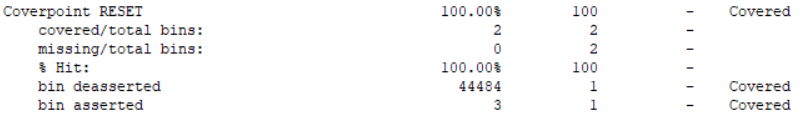 Coverpoint RESET 100.00% 100 - Covered
covered/total bins: 2 2 -
missing/total bins: 0 2 -
% Hit: 100.00% 100 -
bin deasserted 44484 1 - Covered
bin asserted 3 1 - Covered